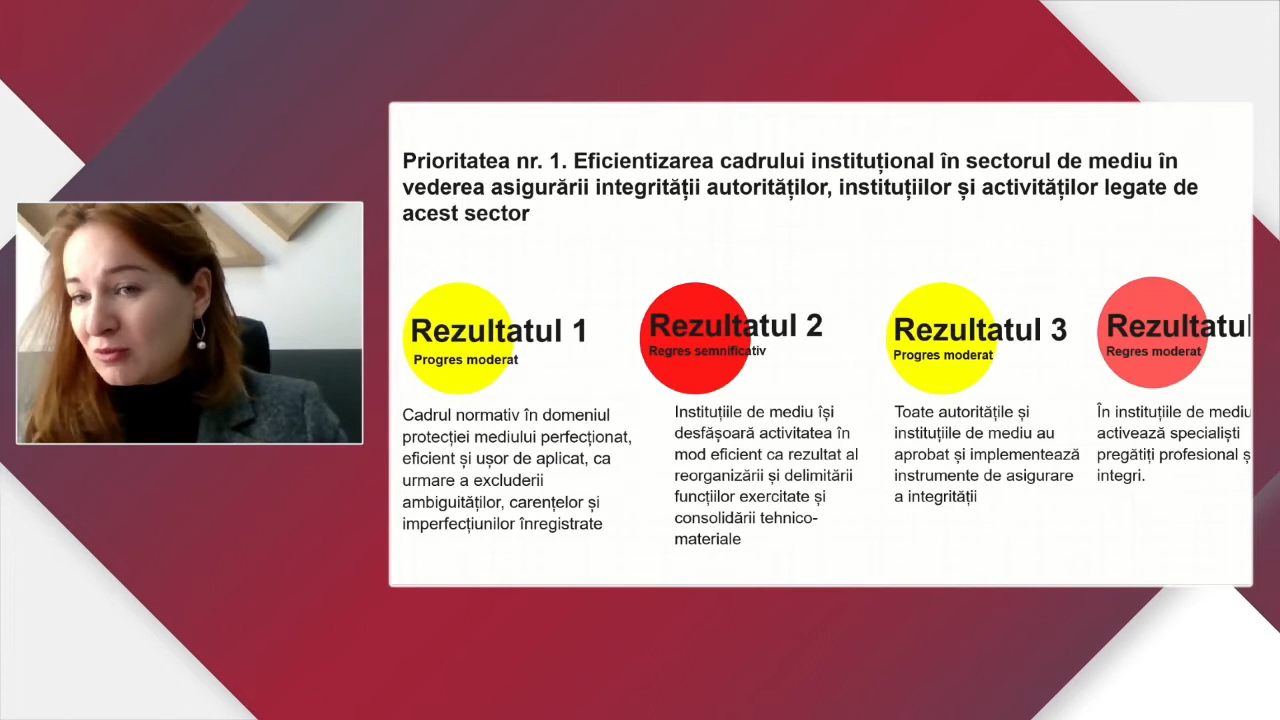 Prioritatea nr. 1. Eficientizarea cadrului instituțional în sectorul de mediu în
vederea asigurării integrității autorităților, instituțiilor și activităților legate de
acest sector
Rezultatul 1
Progres moderat
Cadrul normativ în domeniul
protecției mediului perfecționat,
eficient și ușor de aplicat, ca
urmare a excluderii
ambiguităților, carențelor și
imperfecțiunilor înregistrate
Rezultatul 2
Regres semnificativ
Instituțiile de mediu își
desfășoară activitatea în
mod eficient ca rezultat al
reorganizării și delimitării
funcțiilor exercitate și
consolidării tehnico-
materiale
Rezultatul 3
Progres moderat
Toate autoritățile și
instituțiile de mediu au
aprobat și implementează
instrumente de asigurare
a integrității
Rezultatul
Regres moderat
În instituțiile de mediu
activează specialiști
pregătiți profesional ș
integri.